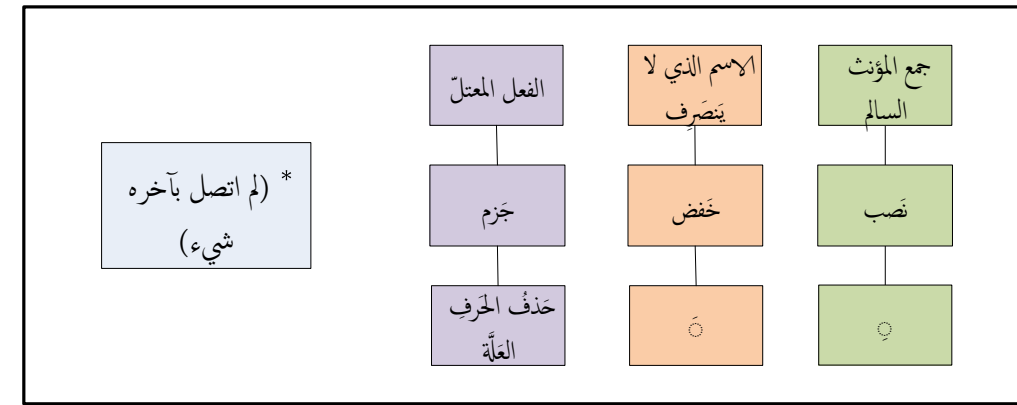 جمع المؤنث
السالم
نَصب
◌ِ
الاسم الذي لا
يَنصَرِف
خَفض
◌َ
الفعل المعتلّ
جَزم
حَذفُ الحَرفِ
العَلَّة
* (لم اتصل بآخره
شيء)